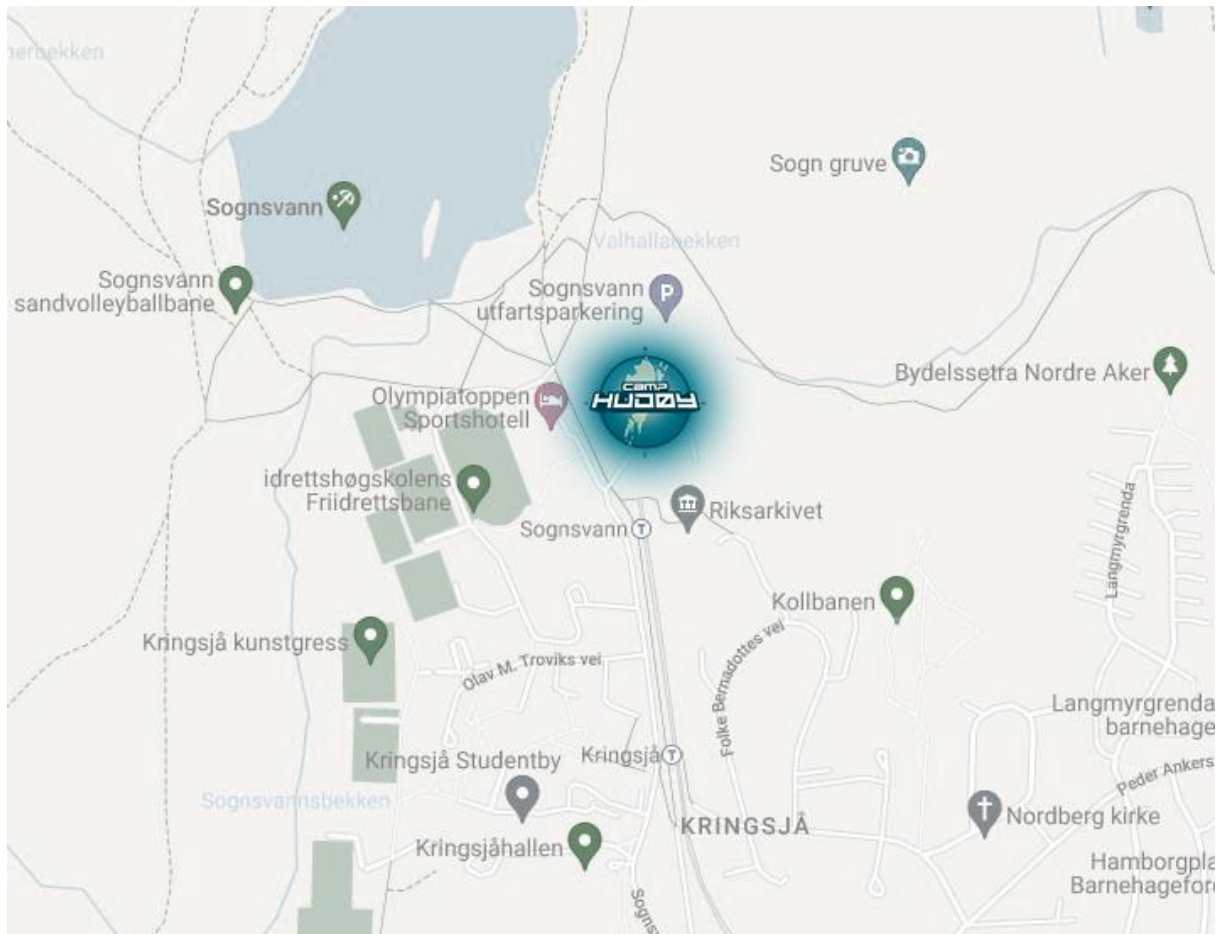 Sogn gruve
Sognsvann
Valhallabekken
Sognsvann
sandvolleyballbane
Sognsvann
utfartsparkering
P
CAMP
HUDØY
Bydelssetra Nordre Aker
Olympiatoppen
Sportshotell
idrettshøgskolens
Friidrettsbane
Langmyrgrenda
Riksarkivet
Sognsvann T
Kollbanen
Kringsjå kunstgress
Olav M. Troviks vei
Folke Bernadottes vei
Langmyrgrenda
barnehage
Kringsjå T
Kringsjå Studentby
Peder Ankers
Sognsvannsbekken
KRINGSJÅ
Nordberg kirke
Kringsjåhallen
Hamborgpla
Barnehagefor